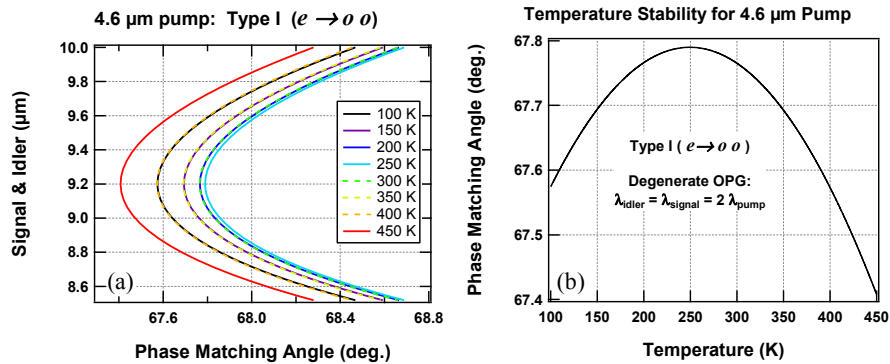 4.6 µm pump: Type I (e → o o)
Signal & Idler (µm)
10.0
9.8
9.6
9.4
9.2
9.0
8.8
8.6
100 K
150 K
200 K
250 K
300 K
350 K
400 K
450 K
(a)
67.6
68.0
68.4
68.8
Phase Matching Angle (deg.)
Temperature Stability for 4.6 µm Pump
Phase Matching Angle (deg.)
67.8
67.7
67.6
67.5
67.4
Type I ( e → o o)
Degenerate OPG:
λidler = λsignal = 2 λpump
(b)
100
150
200
250
300
350
400
450
Temperature (K)